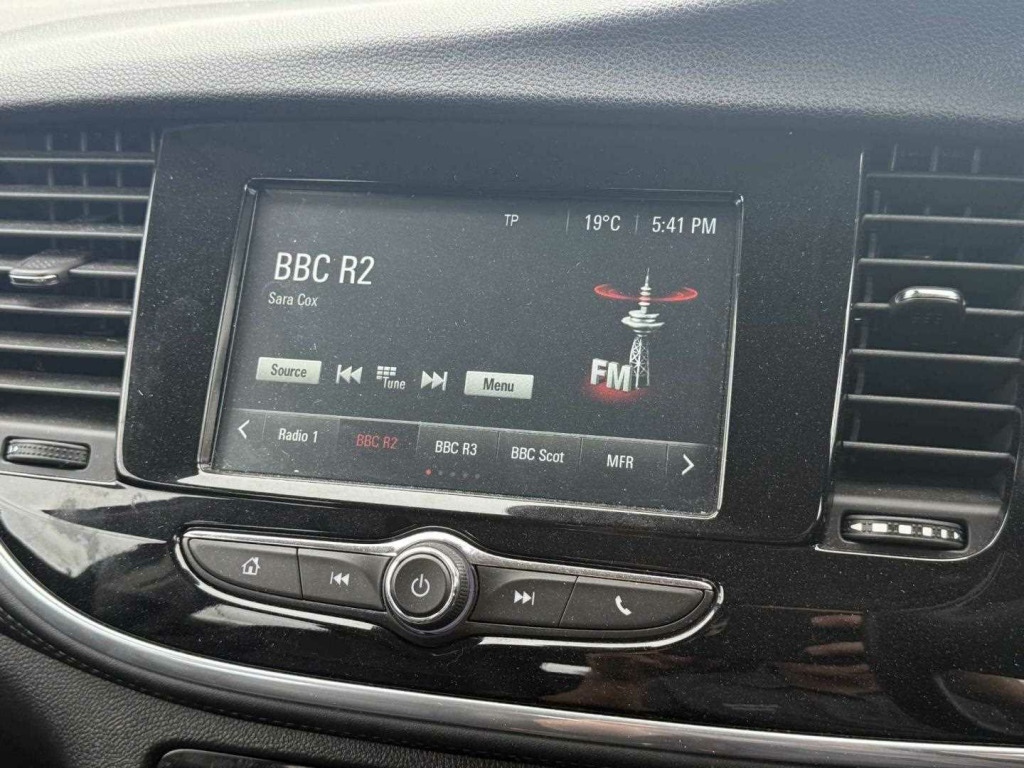 TP 19°C 5:41 PM
BBC R2
Sara Cox
FM
Source Tune Menu
Radio 1 BBC R2 BBC R3 BBC Scot MFR